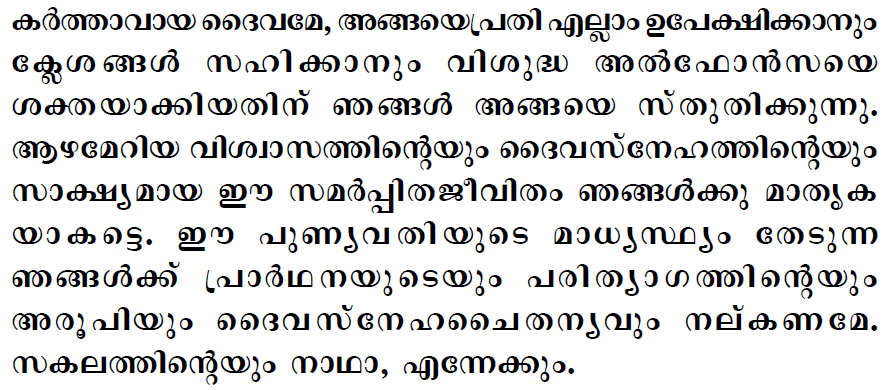 കർത്താവായ ദൈവമേ, അങ്ങയെപ്രതി എല്ലാം ഉപേക്ഷിക്കാനും
ക്ലേശങ്ങൾ സഹിക്കാനും വിശുദ്ധ അൽഫോൻസയെ
ശക്തയാക്കിയതിന് ഞങ്ങൾ അങ്ങയെ സ്തുതിക്കുന്നു.
ആഴമേറിയ വിശ്വാസത്തിന്റെയും ദൈവസ്നേഹത്തിന്റെയും
സാക്ഷ്യമായ ഈ സമർപ്പിതജീവിതം ഞങ്ങൾക്കു മാതൃക
യാകട്ടെ. ഈ പുണ്യവതിയുടെ മാധ്യസ്ഥ്യം തേടുന്ന
ഞങ്ങൾക്ക് പ്രാർഥനയുടെയും പരിത്യാഗത്തിന്റെയും
അരൂപിയും ദൈവസ്നേഹചൈതന്യവും നല്കണമേ.
സകലത്തിന്റെയും നാഥാ, എന്നേക്കും.